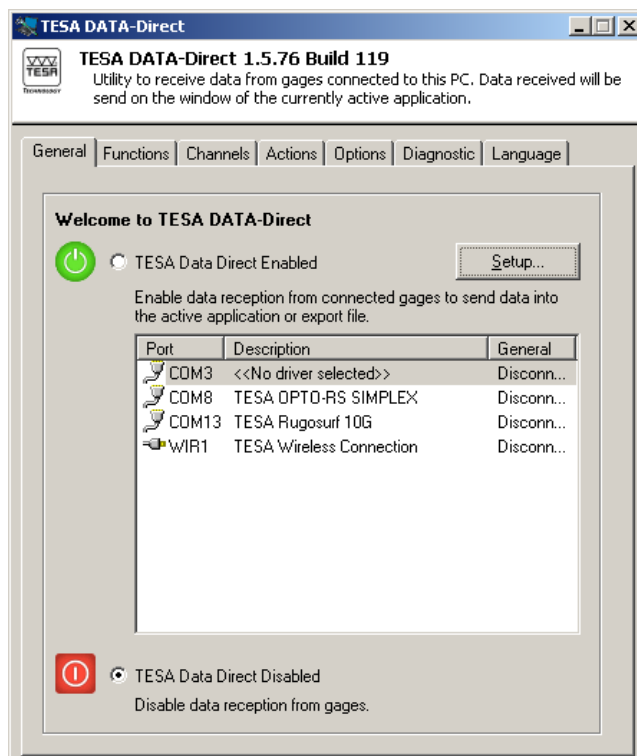 TESA DATA-Direct
TESA
TECHNOLOGY
TESA DATA-Direct 1.5.76 Build 119
Utility to receive data from gages connected to this PC. Data received will be
send on the window of the currently active application.
General Functions Channels Actions Options Diagnostic Language
Welcome to TESA DATA-Direct
TESA Data Direct Enabled
Setup...
Enable data reception from connected gages to send data into
the active application or export file.
Port Description General
COM3 <<No driver selected>> Disconn...
COM8 TESA OPTO-RS SIMPLEX Disconn...
COM13 TESA Rugosurf 10G Disconn...
WIR1 TESA Wireless Connection Disconn...
TESA Data Direct Disabled
Disable data reception from gages.